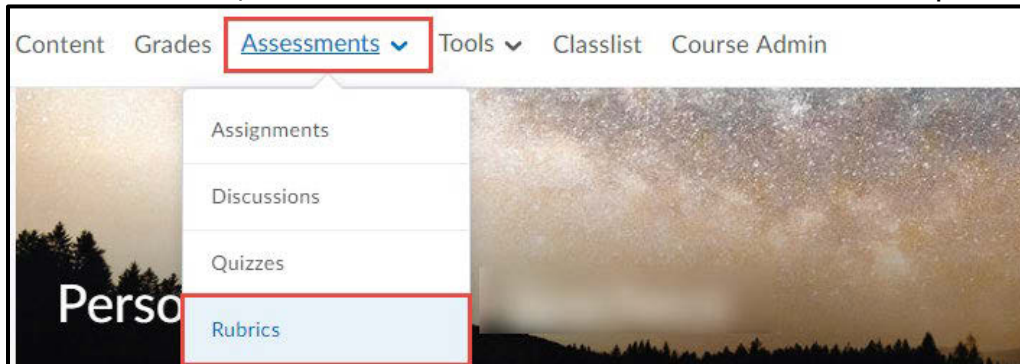 Content Grades Assessments Tools Classlist Course Admin
Assignments
Discussions
Quizzes
Perso
Rubrics